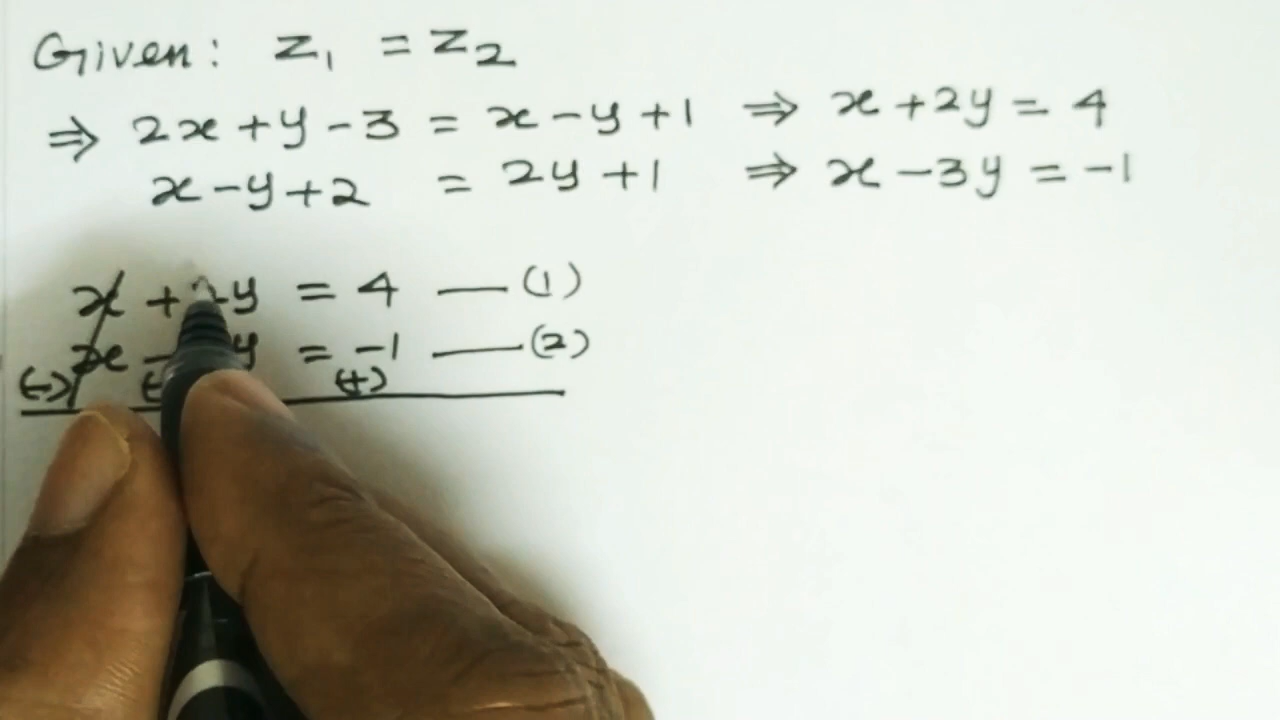 Given: z₁ = z₂
⇒ 2x + y - 3 = x - y + 1 ⇒ x + 2y = 4
x - y + 2 = 2y + 1 ⇒ x - 3y = -1
x + y = 4 — (1)
x - y = -1 — (2)
(-) (+)